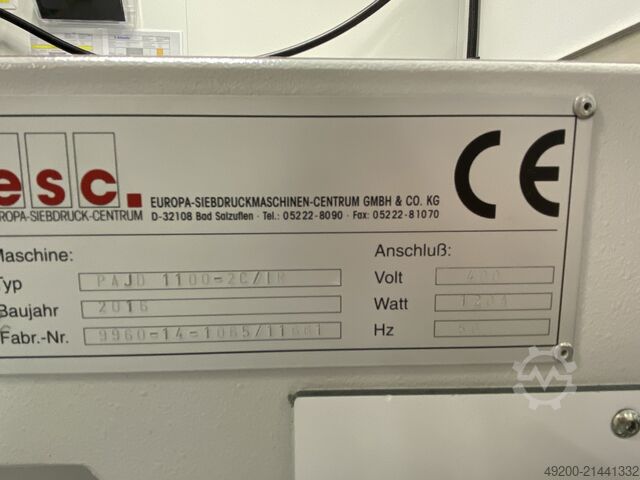 esc.
EUROPA-SIEBDRUCKMASCHINEN-CENTRUM GMBH & CO. KG
ROPA-SIEBDRUCK-CENTRUM
D-32108 Bad Salzuflen · Tel.: 05222-8090 · Fax: 05222-81070
CE
Maschine:
Anschluß:
Typ PAJD 1100-2C/IR
Volt 400
Baujahr 2016
Watt
Fabr.-Nr.
Hz 50
49200-21441332